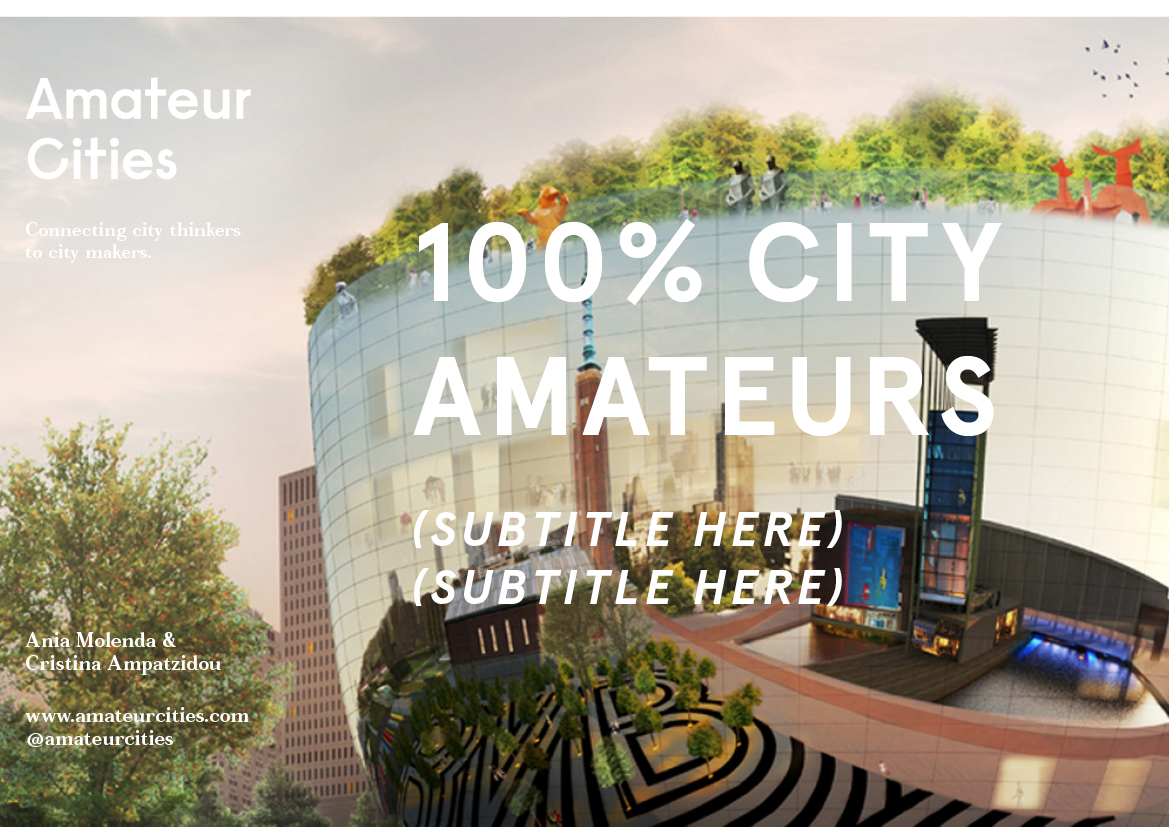 Amateur
Cities
Connecting city thinkers
to city makers.
100% CITY
AMATEURS
(SUBTITLE HERE)
(SUBTITLE HERE)
Ania Molenda &
Cristina Ampatzidou
www.amateurcities.com
@amateurcities